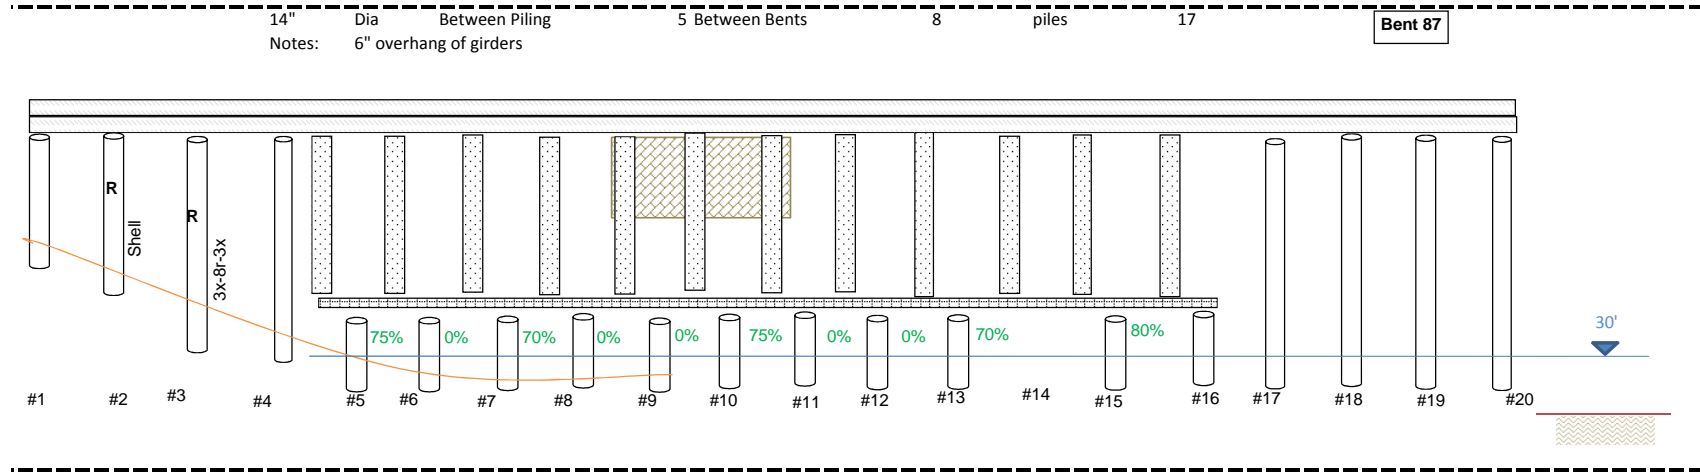 14" Dia Between Piling 5 Between Bents 8 piles 17
Bent 87
Notes: 6" overhang of girders
R
Shell
R
3x-8r-3x
75% 0% 70% 0% 0% 75% 0% 0% 70% 80%
30'
#1 #2 #3 #4 #5 #6 #7 #8 #9 #10 #11 #12 #13 #14 #15 #16 #17 #18 #19 #20